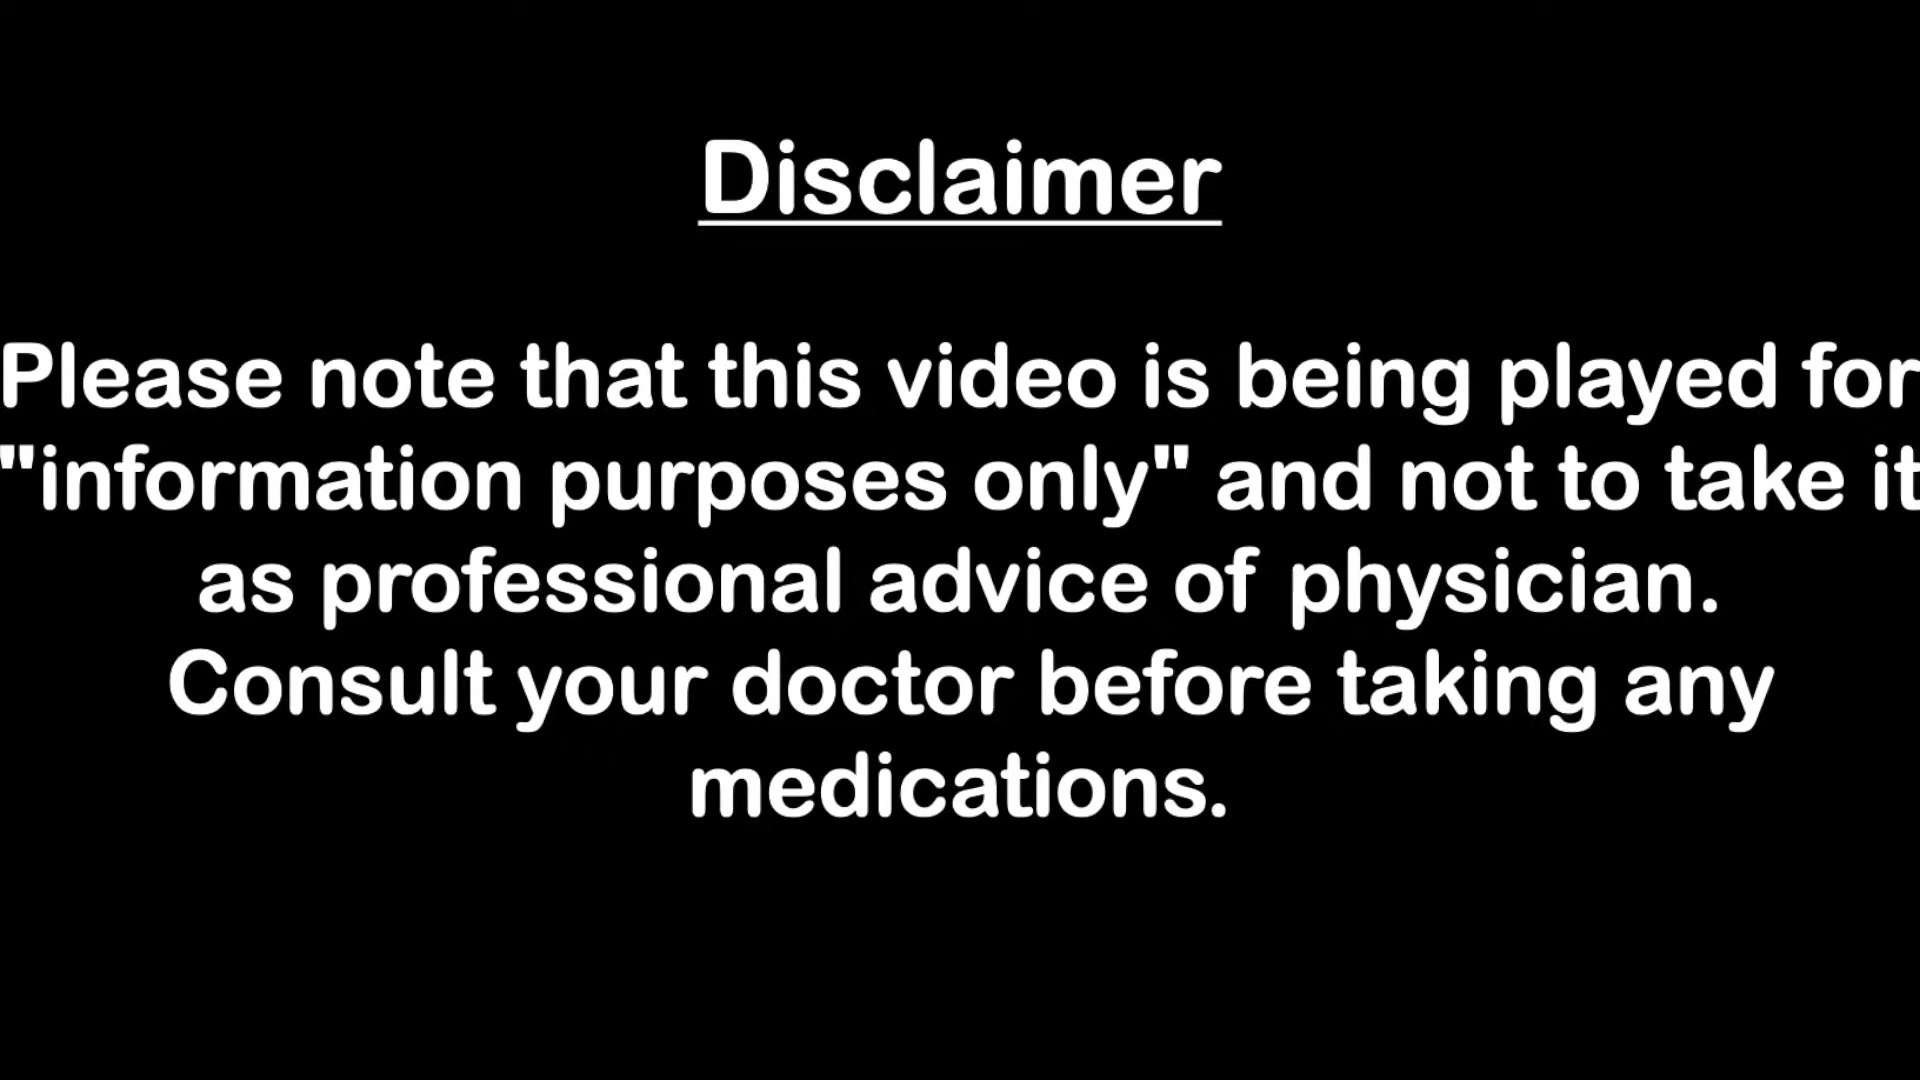 Disclaimer
Please note that this video is being played for
"information purposes only" and not to take it
as professional advice of physician.
Consult your doctor before taking any
medications.